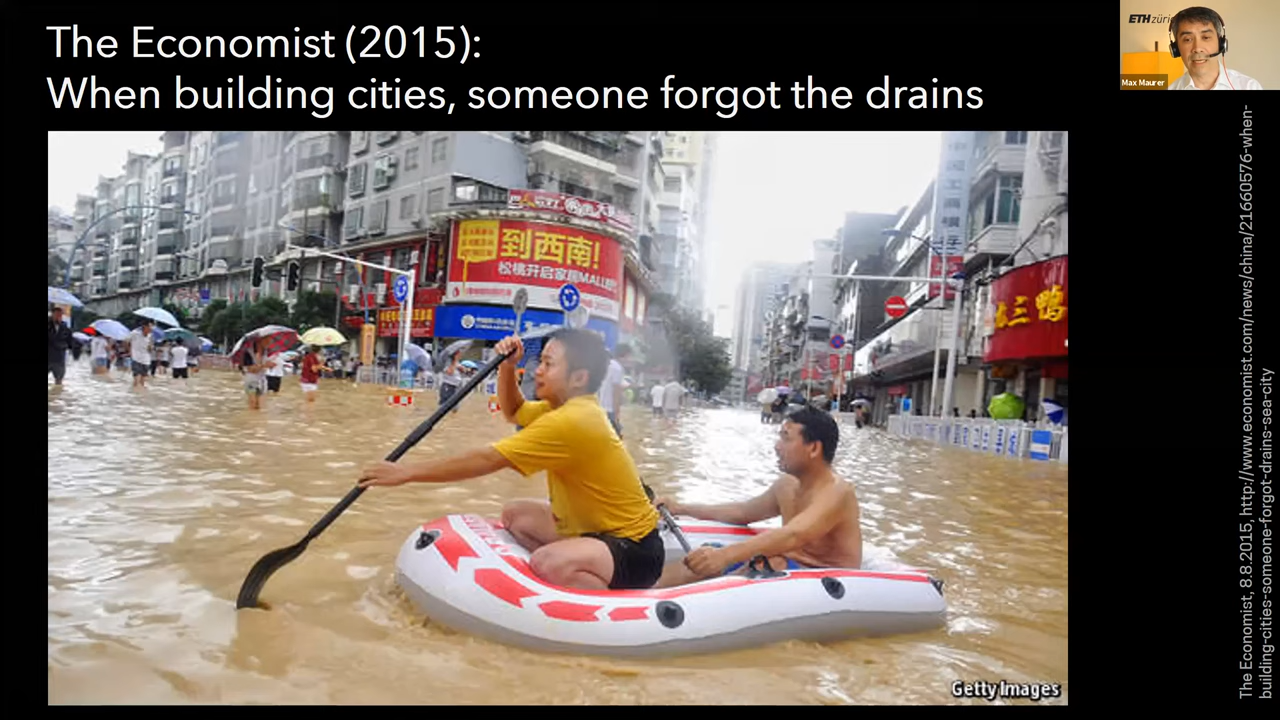 The Economist (2015):
When building cities, someone forgot the drains
ETH züri
Max Maurer
到西南!
松桃开启家居MALL时
三鸭
Getty Images
The Economist, 8.8.2015, http://www.economist.com/news/china/21660576-when-
building-cities-someone-forgot-drains-sea-city